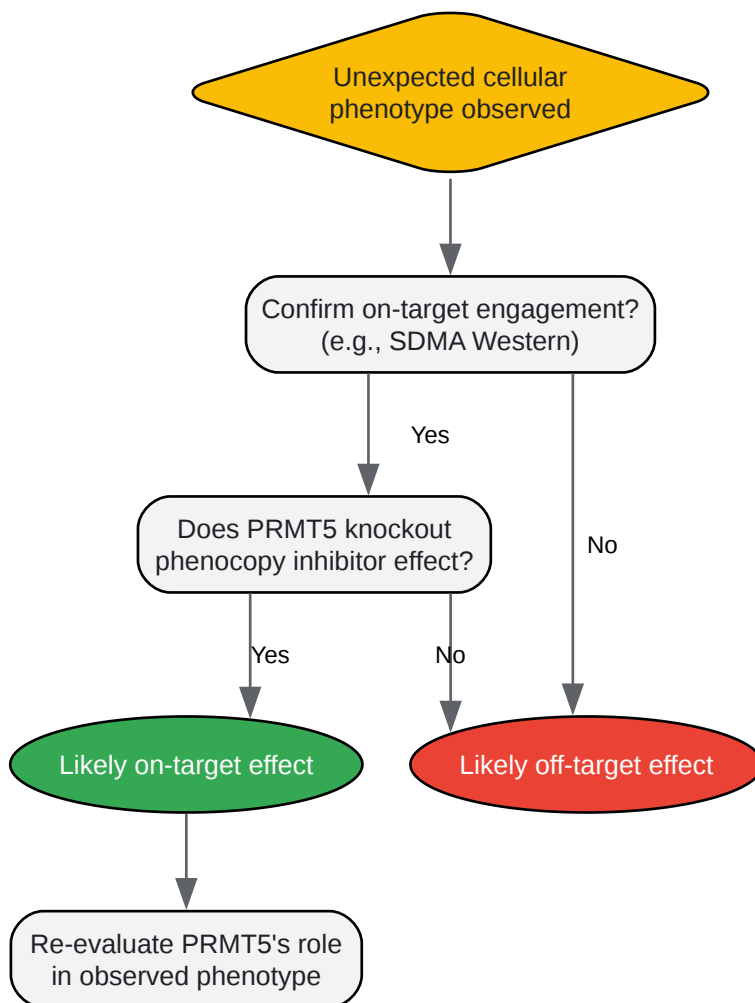 Unexpected cellular
phenotype observed
Confirm on-target engagement?
(e.g., SDMA Western)
Yes
No
Does PRMT5 knockout
phenocopy inhibitor effect?
Yes
No
Likely on-target effect
Likely off-target effect
Re-evaluate PRMT5's role
in observed phenotype